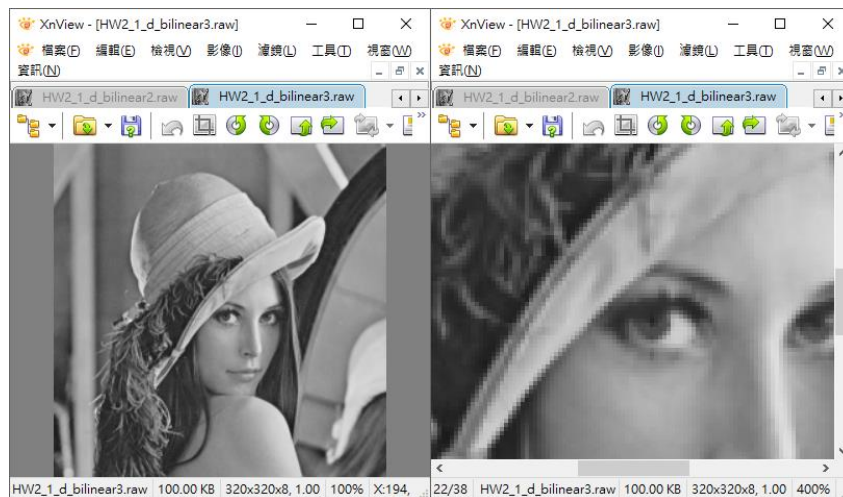 XnView - [HW2_1_d_bilinear3.raw]
檔案(F) 編輯(E) 檢視(V) 影像(I) 濾鏡(L) 工具(T) 視窗(W)
資訊(N)
HW2_1_d_bilinear2.raw HW2_1_d_bilinear3.raw
HW2_1_d_bilinear3.raw 100.00 KB 320x320x8, 1.00 100% X:194,
XnView - [HW2_1_d_bilinear3.raw]
檔案(F) 編輯(E) 檢視(V) 影像(I) 濾鏡(L) 工具(T) 視窗(W)
資訊(N)
HW2_1_d_bilinear2.raw HW2_1_d_bilinear3.raw
22/38 HW2_1_d_bilinear3.raw 100.00 KB 320x320x8, 1.00 400%